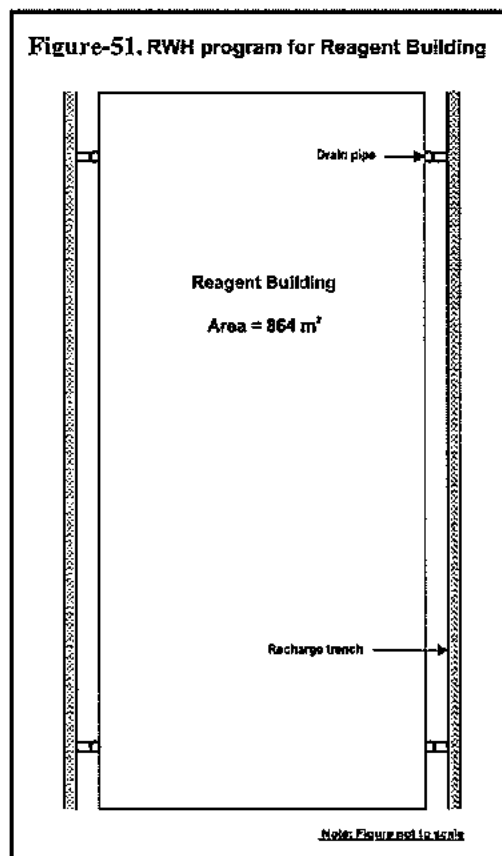 Figure-51. RWH program for Reagent Building
Drain pipe
Reagent Building
Area = 864 m²
Recharge trench
Note: Figure not to scale